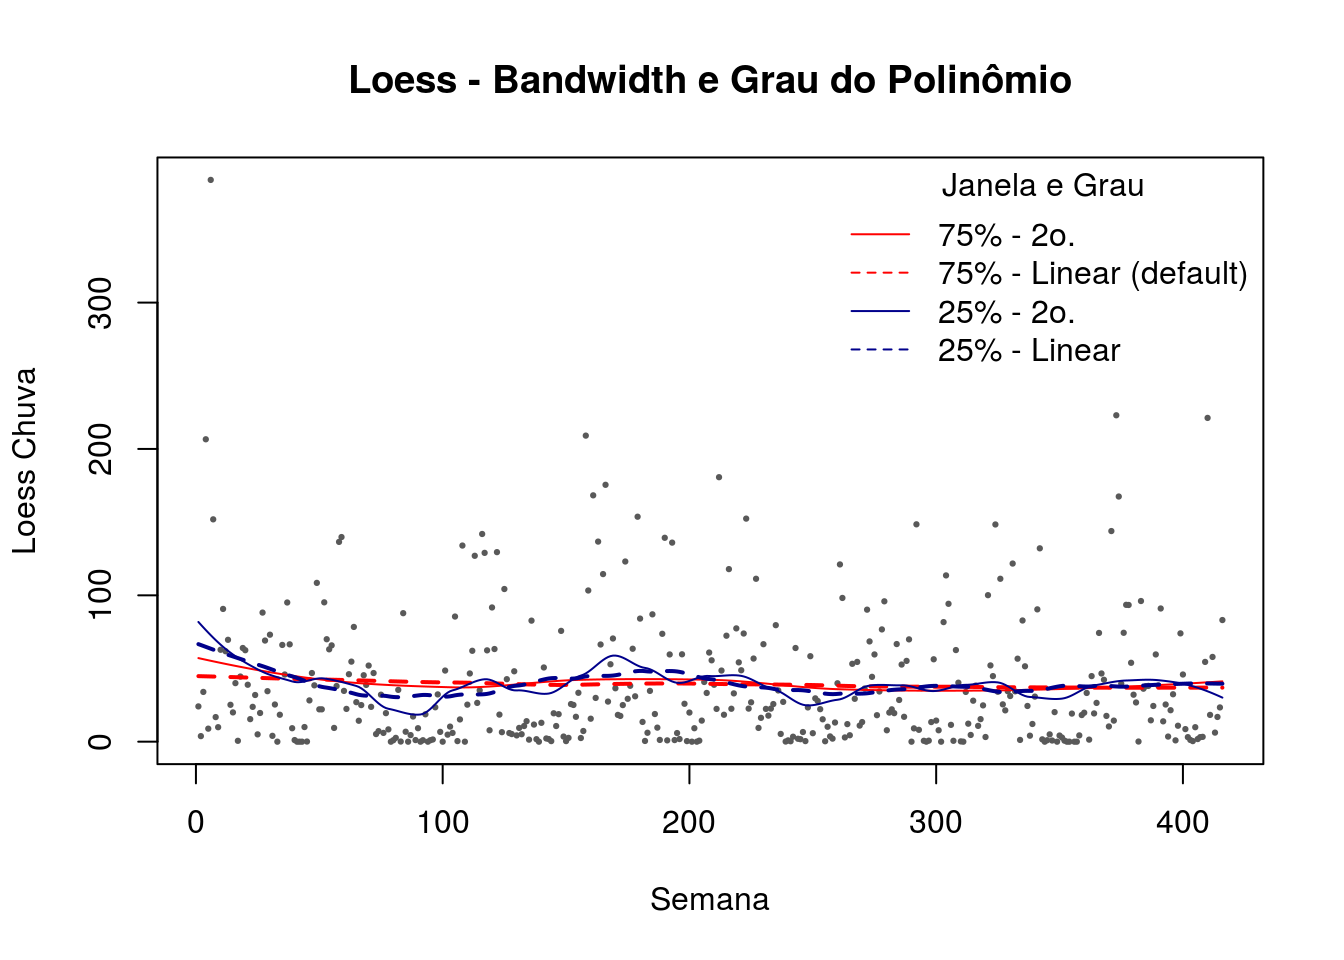 Loess - Bandwidth e Grau do Polinômio
Janela e Grau
75% - 2o.
75% - Linear (default)
25% - 2o.
25% - Linear
Loess Chuva
300
200
100
0
0 100 200 300 400
Semana